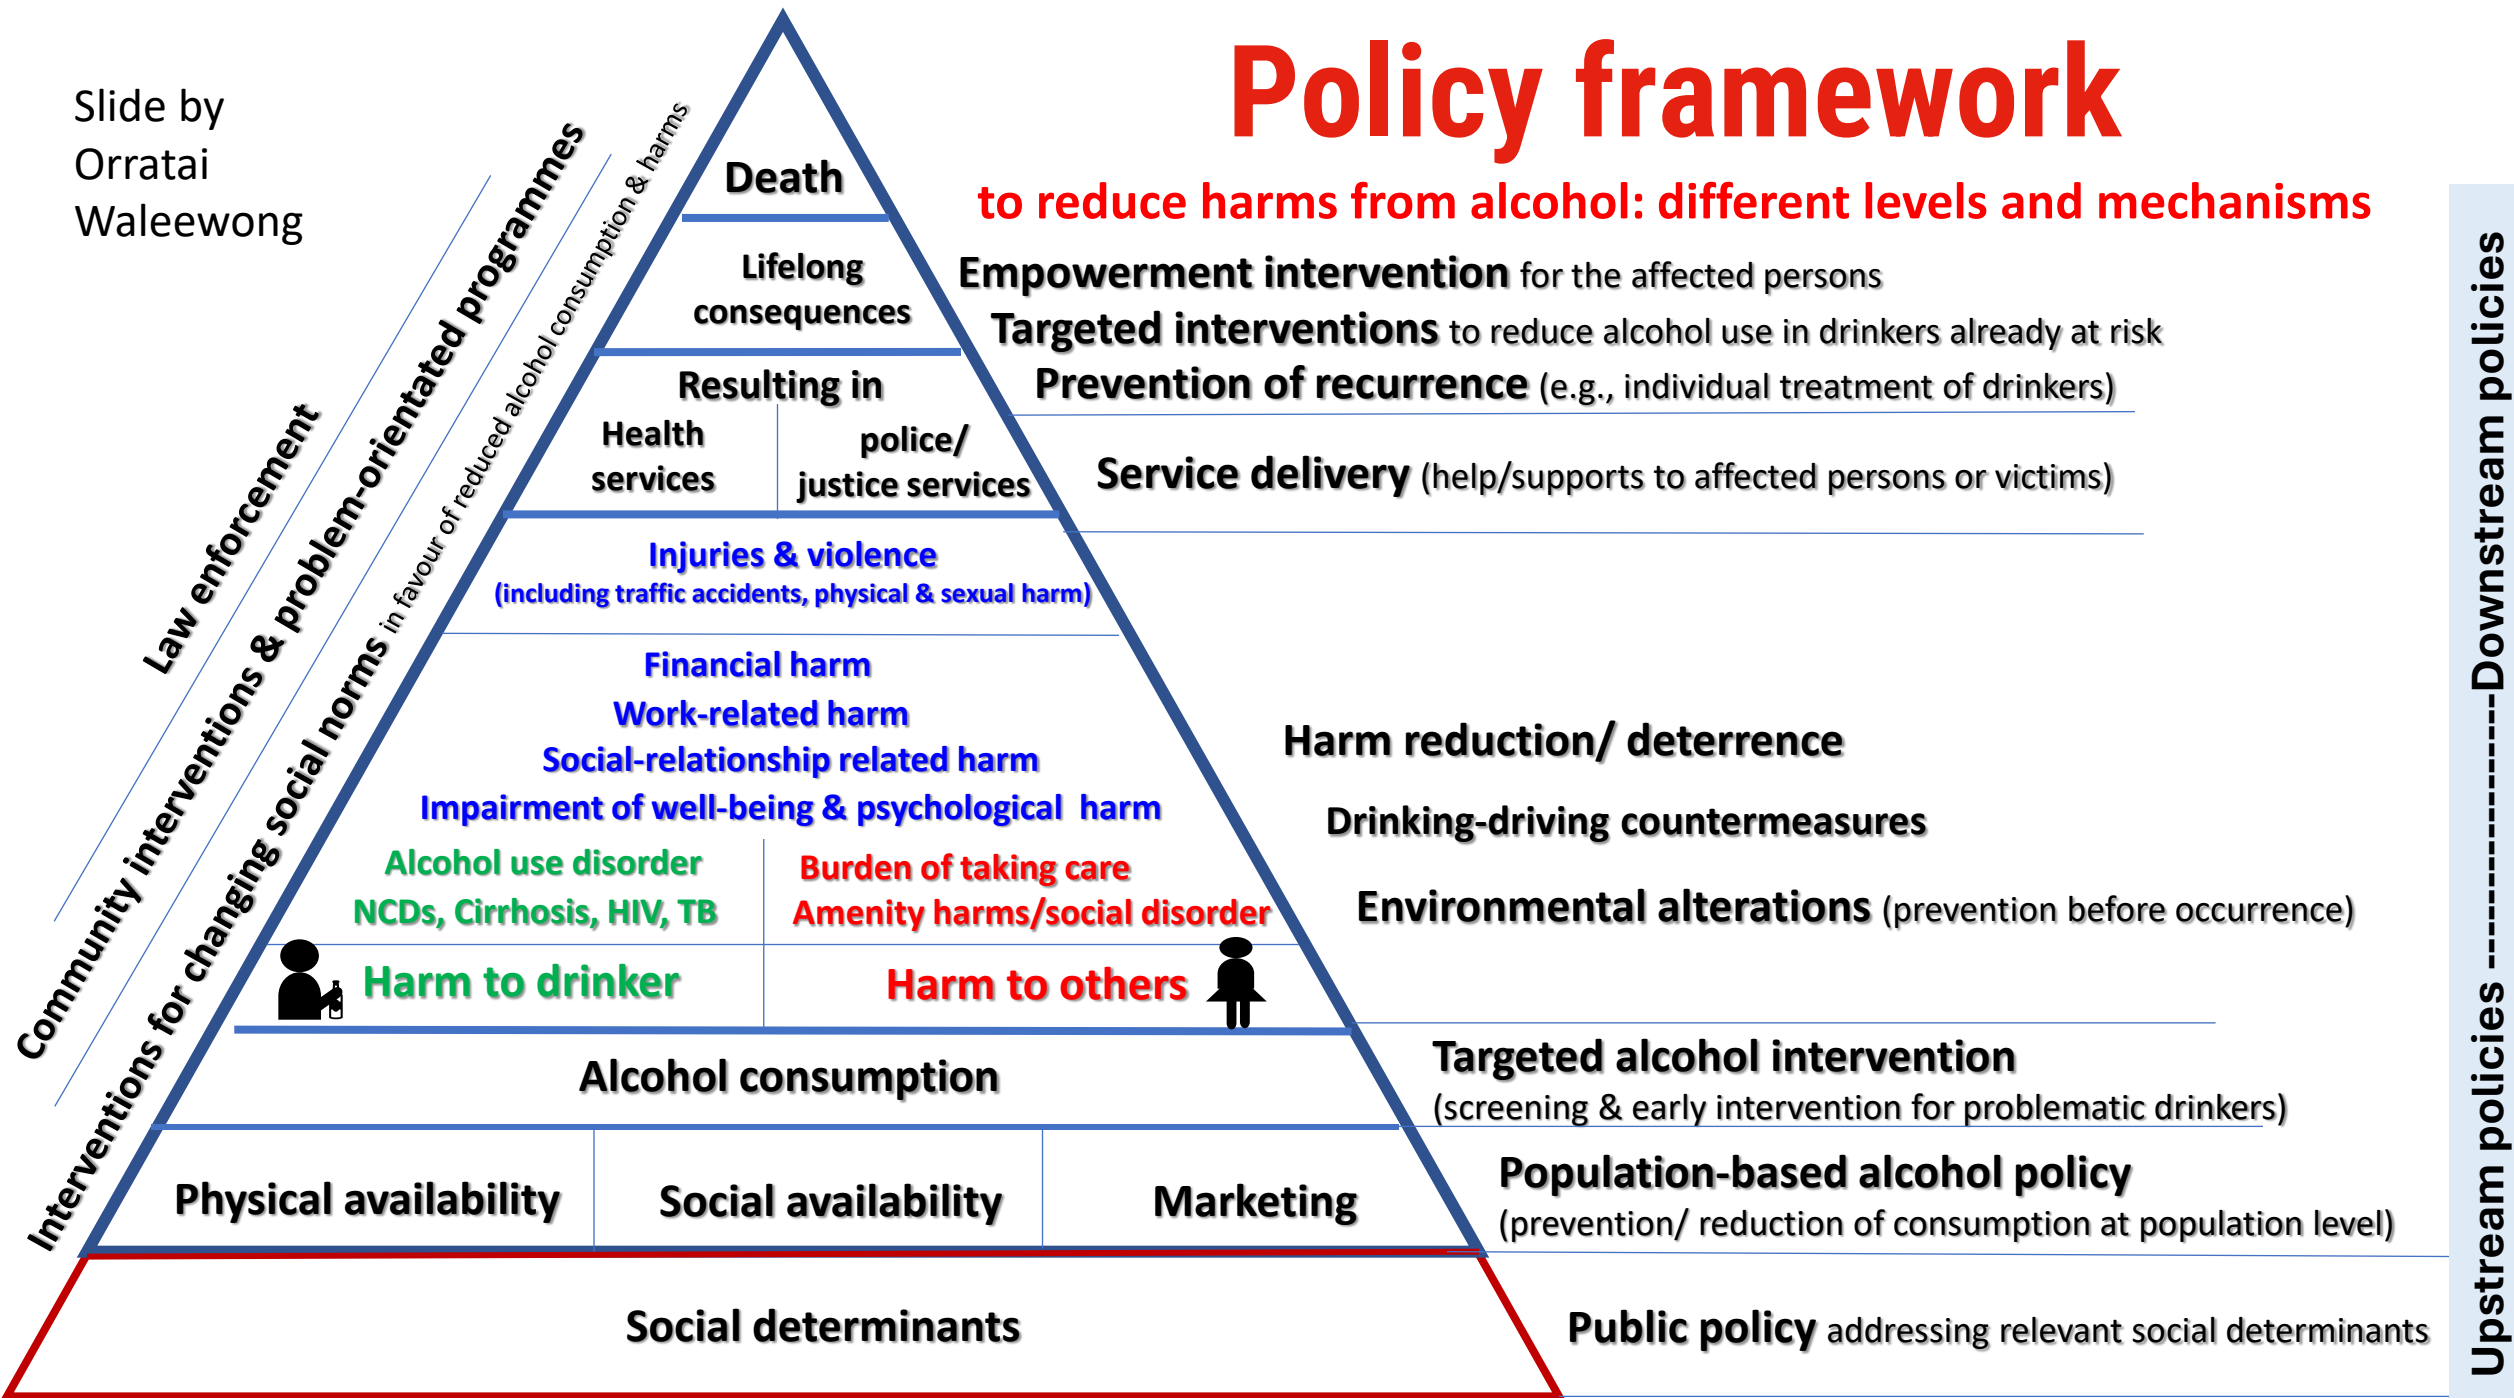 Policy framework
to reduce harms from alcohol: different levels and mechanisms
Slide by
Orratai
Waleewong
Law enforcement
Community interventions & problem-orientated programmes
Interventions for changing social norms in favour of reduced alcohol consumption & harms
Death
Lifelong
consequences
Resulting in
Health
services
police/
justice services
Injuries & violence
(including traffic accidents, physical & sexual harm)
Financial harm
Work-related harm
Social-relationship related harm
Impairment of well-being & psychological harm
Alcohol use disorder
NCDs, Cirrhosis, HIV, TB
Burden of taking care
Amenity harms/social disorder
Harm to drinker
Harm to others
Alcohol consumption
Physical availability
Social availability
Marketing
Social determinants
Empowerment intervention for the affected persons
Targeted interventions to reduce alcohol use in drinkers already at risk
Prevention of recurrence (e.g., individual treatment of drinkers)
Service delivery (help/supports to affected persons or victims)
Harm reduction/ deterrence
Drinking-driving countermeasures
Environmental alterations (prevention before occurrence)
Targeted alcohol intervention
(screening & early intervention for problematic drinkers)
Population-based alcohol policy
(prevention/ reduction of consumption at population level)
Public policy addressing relevant social determinants
Upstream policies -----------------Downstream policies